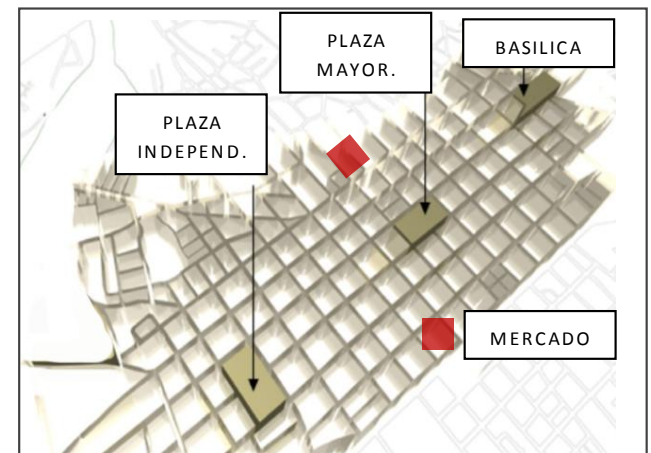 PLAZA
MAYOR.
BASILICA
PLAZA
INDEPEND.
MERCADO